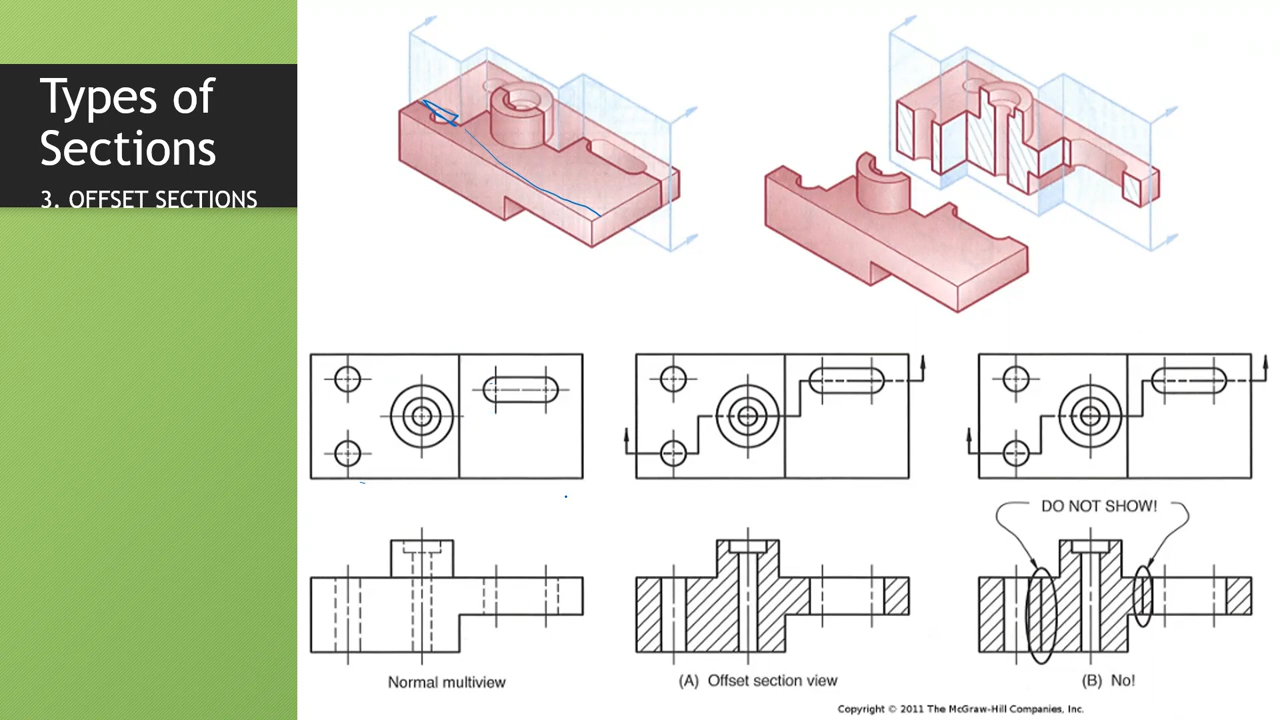 Types of
Sections
3. OFFSET SECTIONS
DO NOT SHOW!
Normal multiview
(A) Offset section view
(B) No!
Copyright © 2011 The McGraw-Hill Companies, Inc.